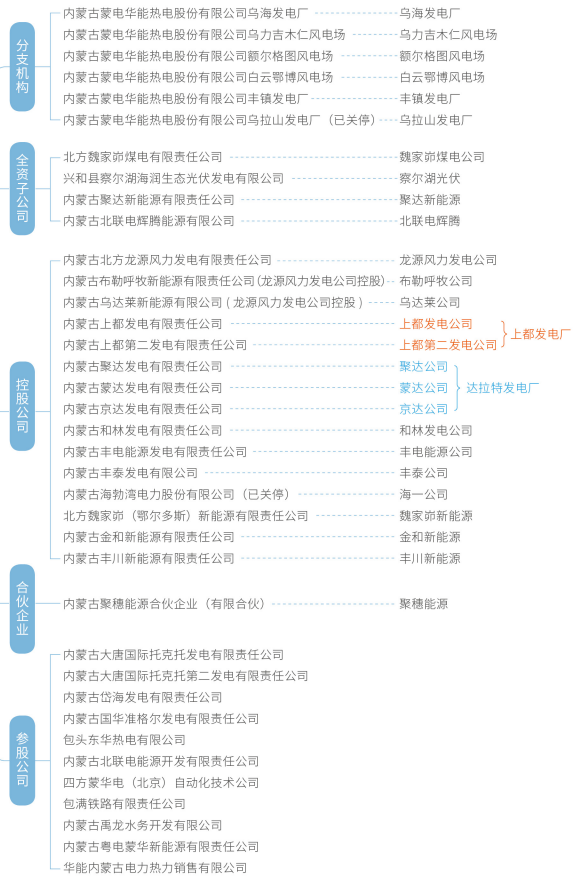 分支机构
内蒙古蒙电华能热电股份有限公司乌海发电厂 乌海发电厂
内蒙古蒙电华能热电股份有限公司乌力吉木仁风电场 乌力吉木仁风电场
内蒙古蒙电华能热电股份有限公司额尔格图风电场 额尔格图风电场
内蒙古蒙电华能热电股份有限公司白云鄂博风电场 白云鄂博风电场
内蒙古蒙电华能热电股份有限公司丰镇发电厂 丰镇发电厂
内蒙古蒙电华能热电股份有限公司乌拉山发电厂（已关停） 乌拉山发电厂
全资子公司
北方魏家峁煤电有限责任公司 魏家峁煤电公司
兴和县察尔湖海润生态光伏发电有限公司 察尔湖光伏
内蒙古聚达新能源有限责任公司 聚达新能源
内蒙古北联电辉腾能源有限公司 北联电辉腾
控股公司
内蒙古北方龙源风力发电有限责任公司 龙源风力发电公司
内蒙古布勒呼牧新能源有限责任公司(龙源风力发电公司控股) 布勒呼牧公司
内蒙古乌达莱新能源有限公司 ( 龙源风力发电公司控股 ) 乌达莱公司
内蒙古上都发电有限责任公司 上都发电公司
内蒙古上都第二发电有限责任公司 上都第二发电公司
上都发电厂
内蒙古聚达发电有限责任公司 聚达公司
内蒙古蒙达发电有限责任公司 蒙达公司
内蒙古京达发电有限责任公司 京达公司
达拉特发电厂
内蒙古和林发电有限责任公司 和林发电公司
内蒙古丰电能源发电有限责任公司 丰电能源公司
内蒙古丰泰发电有限公司 丰泰公司
内蒙古海勃湾电力股份有限公司（已关停） 海一公司
北方魏家峁（鄂尔多斯）新能源有限责任公司 魏家峁新能源
内蒙古金和新能源有限责任公司 金和新能源
内蒙古丰川新能源有限责任公司 丰川新能源
合伙企业
内蒙古聚穗能源合伙企业（有限合伙） 聚穗能源
参股公司
内蒙古大唐国际托克托发电有限责任公司
内蒙古大唐国际托克托第二发电有限责任公司
内蒙古岱海发电有限责任公司
内蒙古国华准格尔发电有限责任公司
包头东华热电有限公司
内蒙古北联电能源开发有限责任公司
四方蒙华电（北京）自动化技术公司
包满铁路有限责任公司
内蒙古禹龙水务开发有限公司
内蒙古粤电蒙华新能源有限责任公司
华能内蒙古电力热力销售有限公司